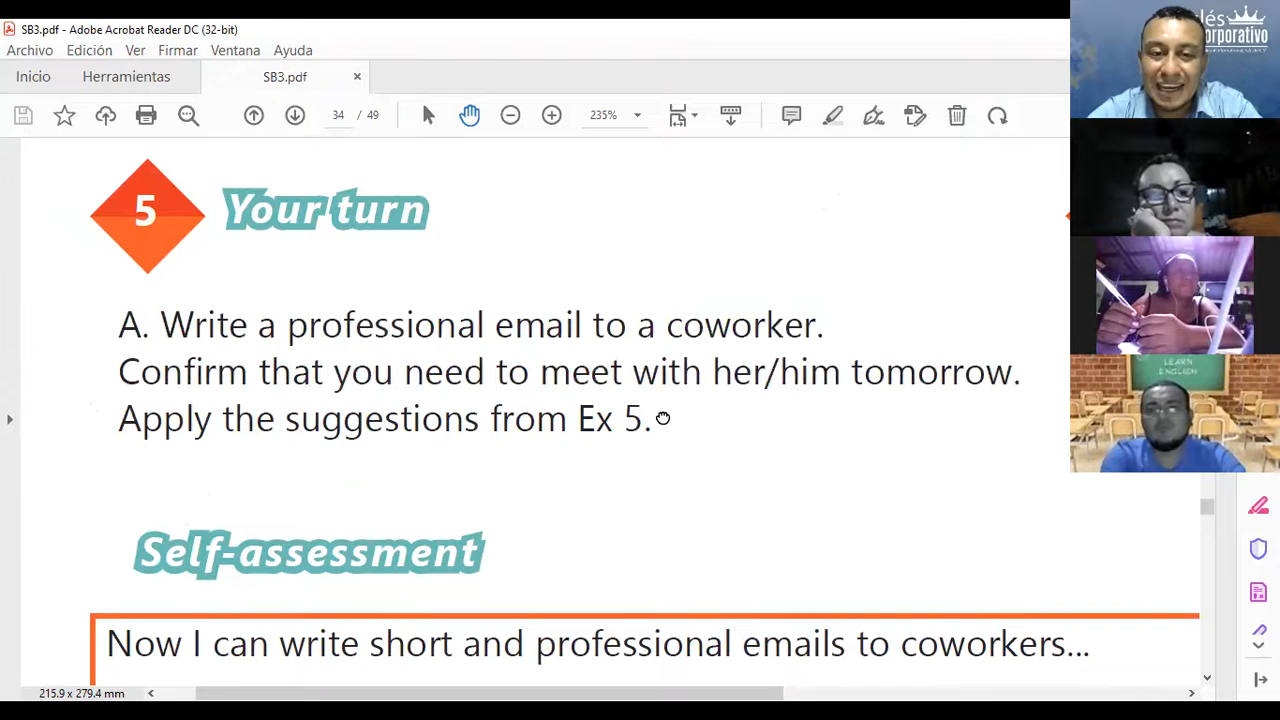 SB3.pdf - Adobe Acrobat Reader DC (32-bit)
Archivo Edición Ver Firmar Ventana Ayuda
Inicio Herramientas SB3.pdf ×
34 / 49 235%
5 Your turn
A. Write a professional email to a coworker.
Confirm that you need to meet with her/him tomorrow.
Apply the suggestions from Ex 5.
Self-assessment
Now I can write short and professional emails to coworkers...
215.9 x 279.4 mm
lés
rporativo
LEARN
ENGLISH